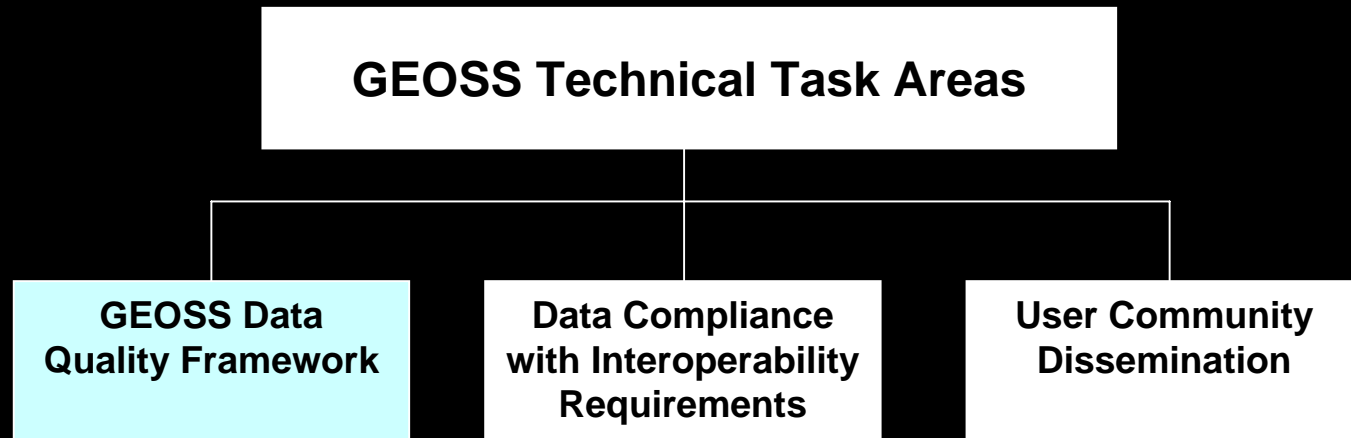 GEOSS Technical Task Areas
GEOSS Data
Quality Framework
Data Compliance
with Interoperability
Requirements
User Community
Dissemination